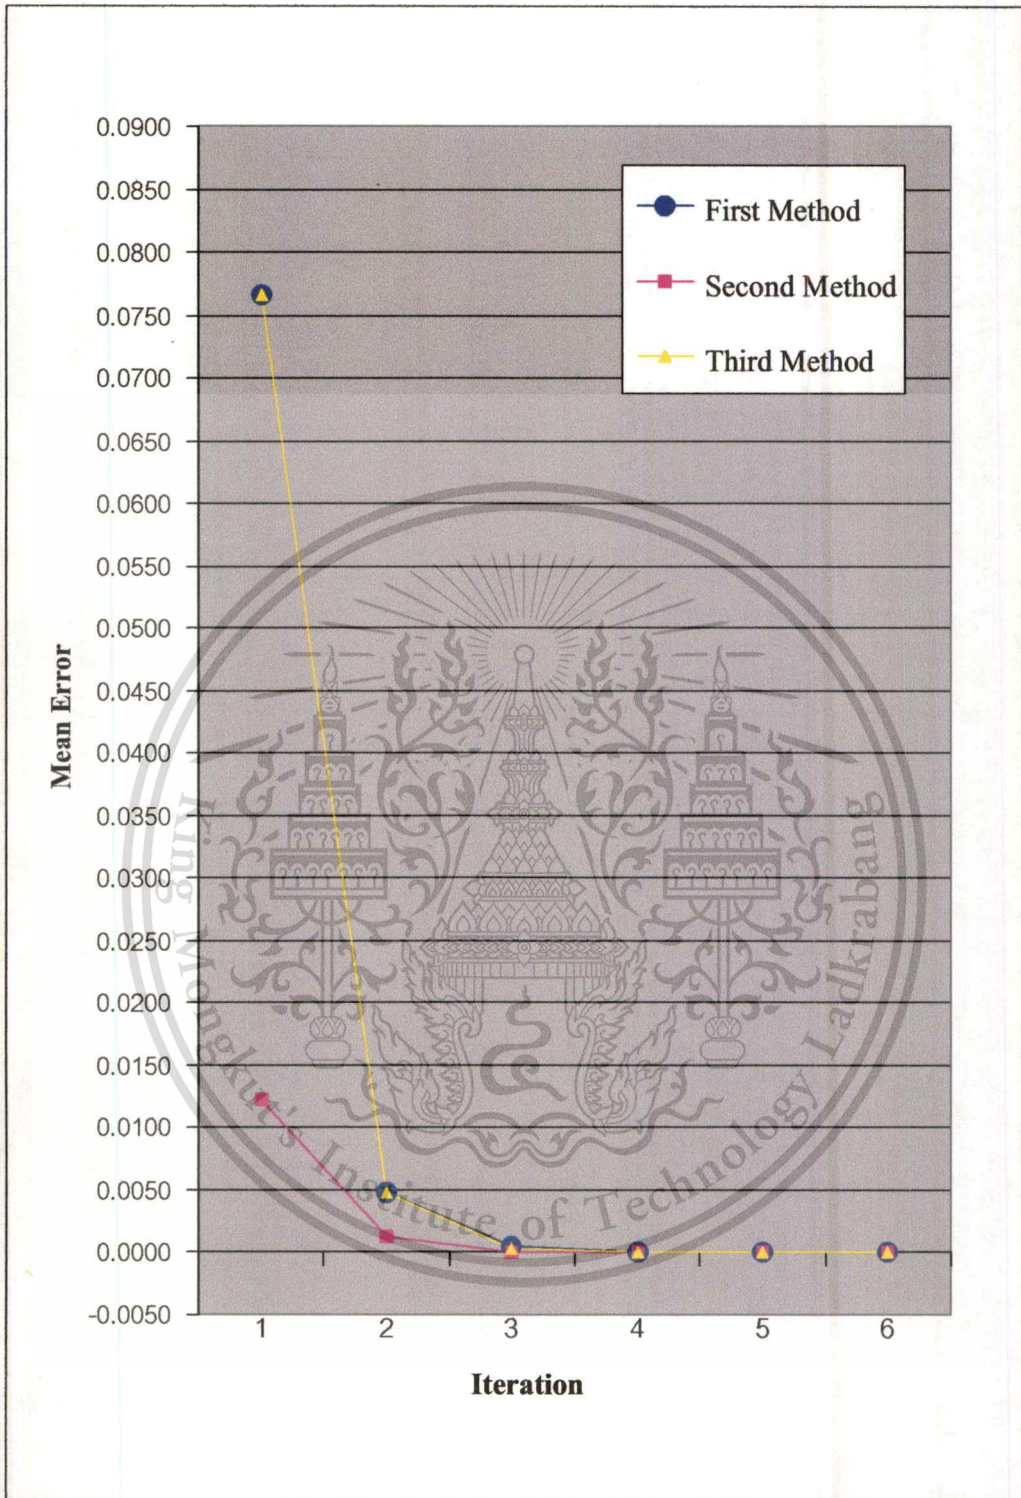 0.0900
0.0850
0.0800
0.0750
0.0700
0.0650
0.0600
0.0550
0.0500
0.0450
0.0400
0.0350
0.0300
0.0250
0.0200
0.0150
0.0100
0.0050
0.0000
-0.0050
Mean Error
First Method
Second Method
Third Method
King Mongkut's Institute of Technology Ladkrabang
1 2 3 4 5 6
Iteration